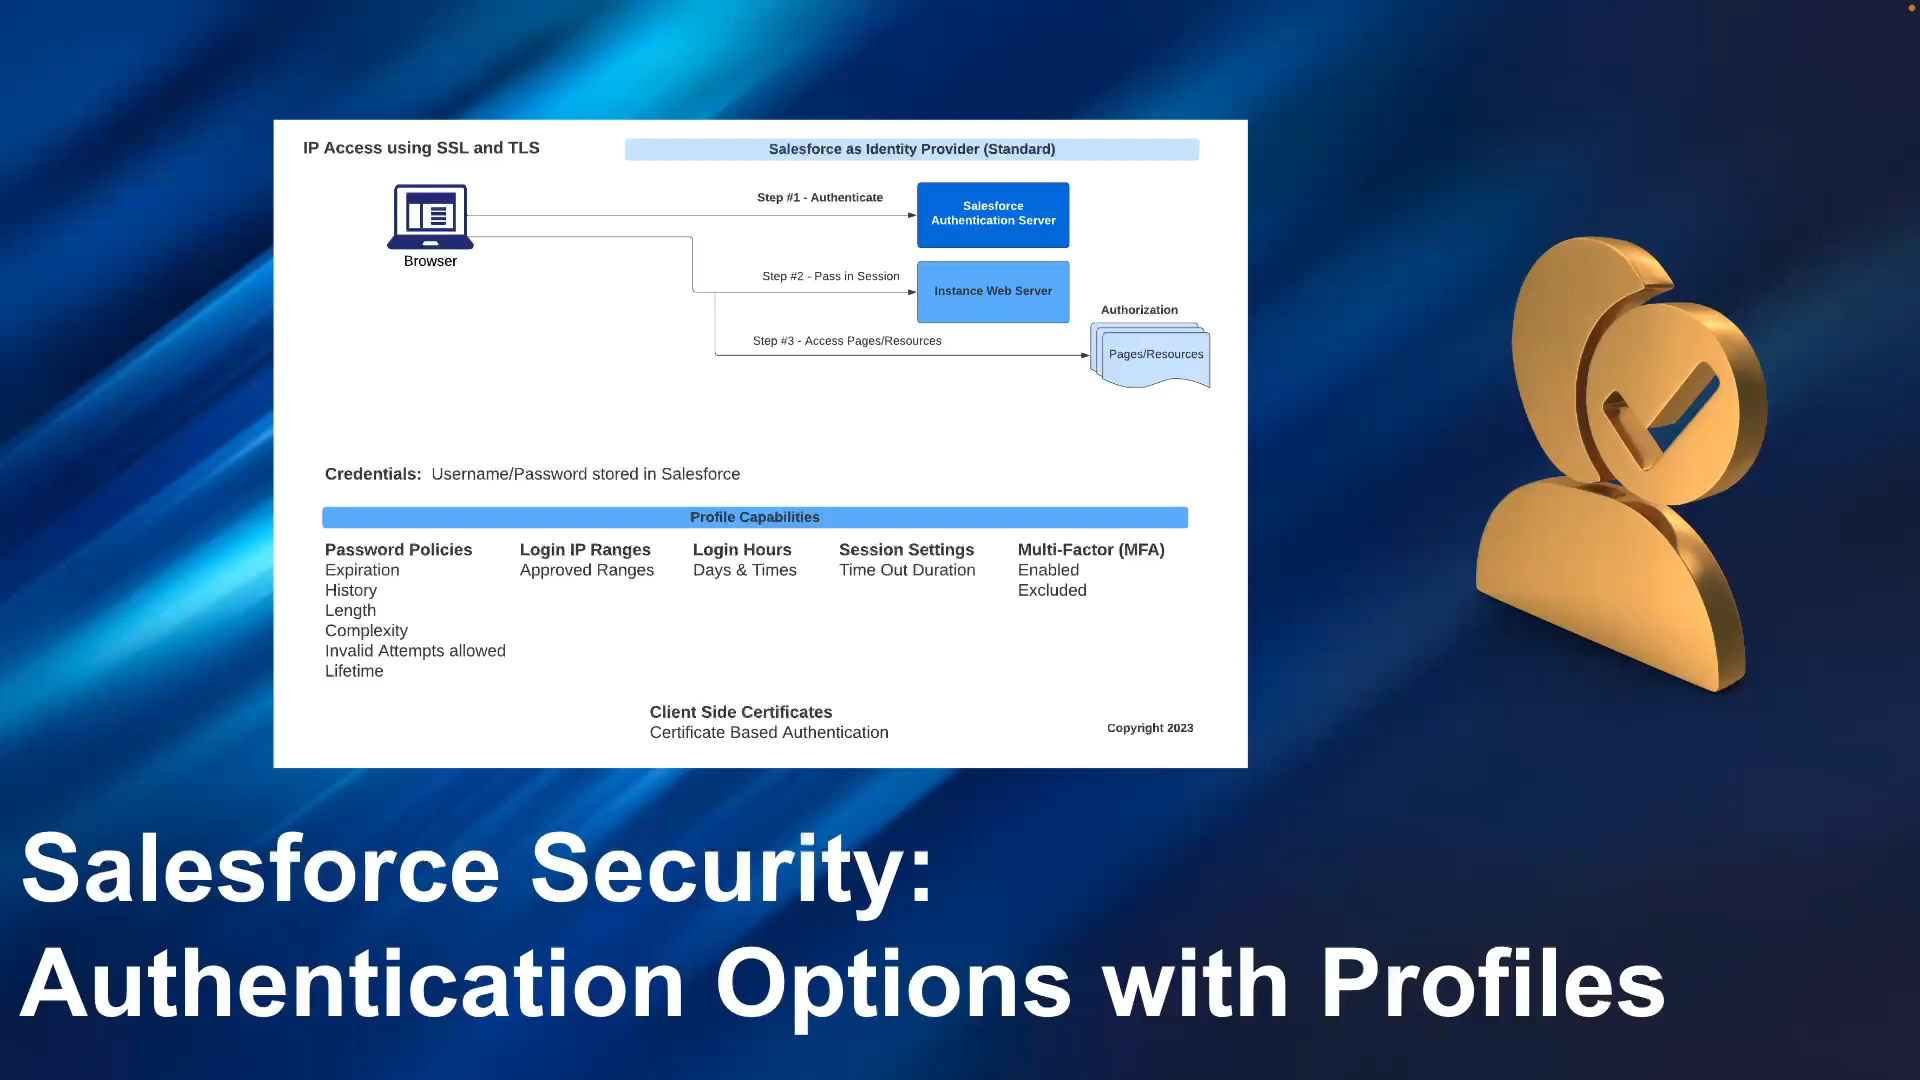 IP Access using SSL and TLS
Salesforce as Identity Provider (Standard)
Step #1 - Authenticate
Salesforce
Authentication Server
Browser
Step #2 - Pass in Session
Instance Web Server
Authorization
Step #3 - Access Pages/Resources
Pages/Resources
Credentials: Username/Password stored in Salesforce
Profile Capabilities
Password Policies
Expiration
History
Length
Complexity
Invalid Attempts allowed
Lifetime
Login IP Ranges
Approved Ranges
Login Hours
Days & Times
Session Settings
Time Out Duration
Multi-Factor (MFA)
Enabled
Excluded
Client Side Certificates
Certificate Based Authentication
Copyright 2023
Salesforce Security:
Authentication Options with Profiles